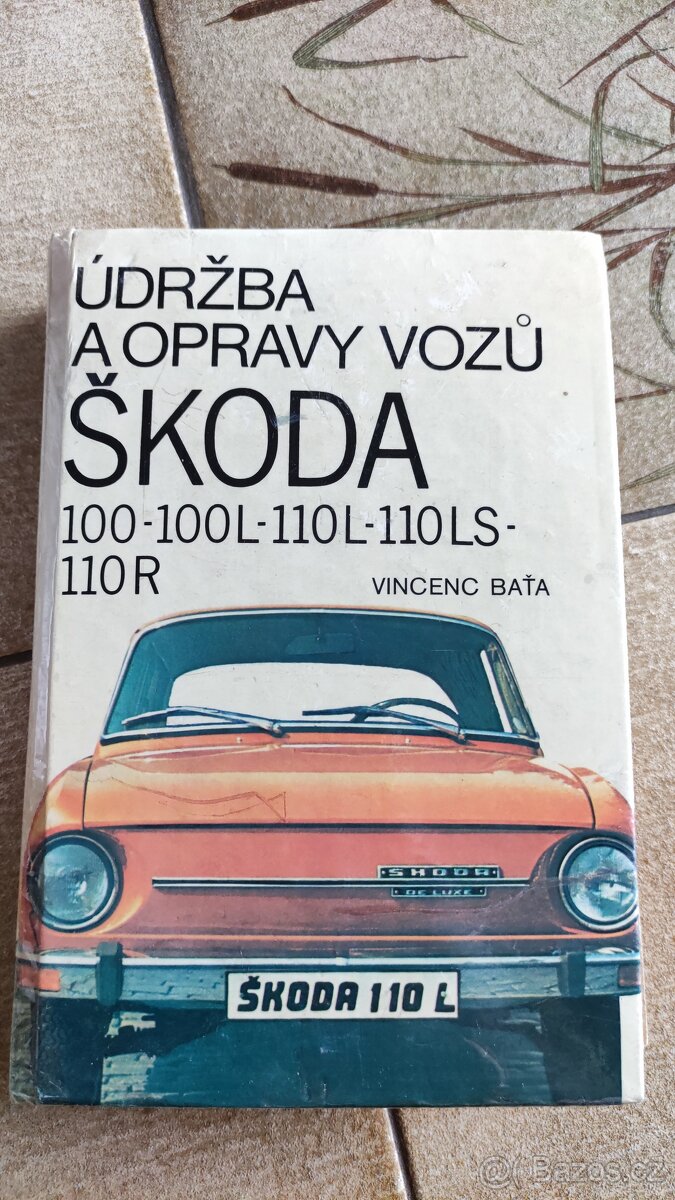 ÚDRŽBA
A OPRAVY VOZŮ
ŠKODA
100-100L-110L-110LS-
110R
VINCENC BAŤA
ŠKODA
DE LUXE
ŠKODA 110 L
Bazos.cz